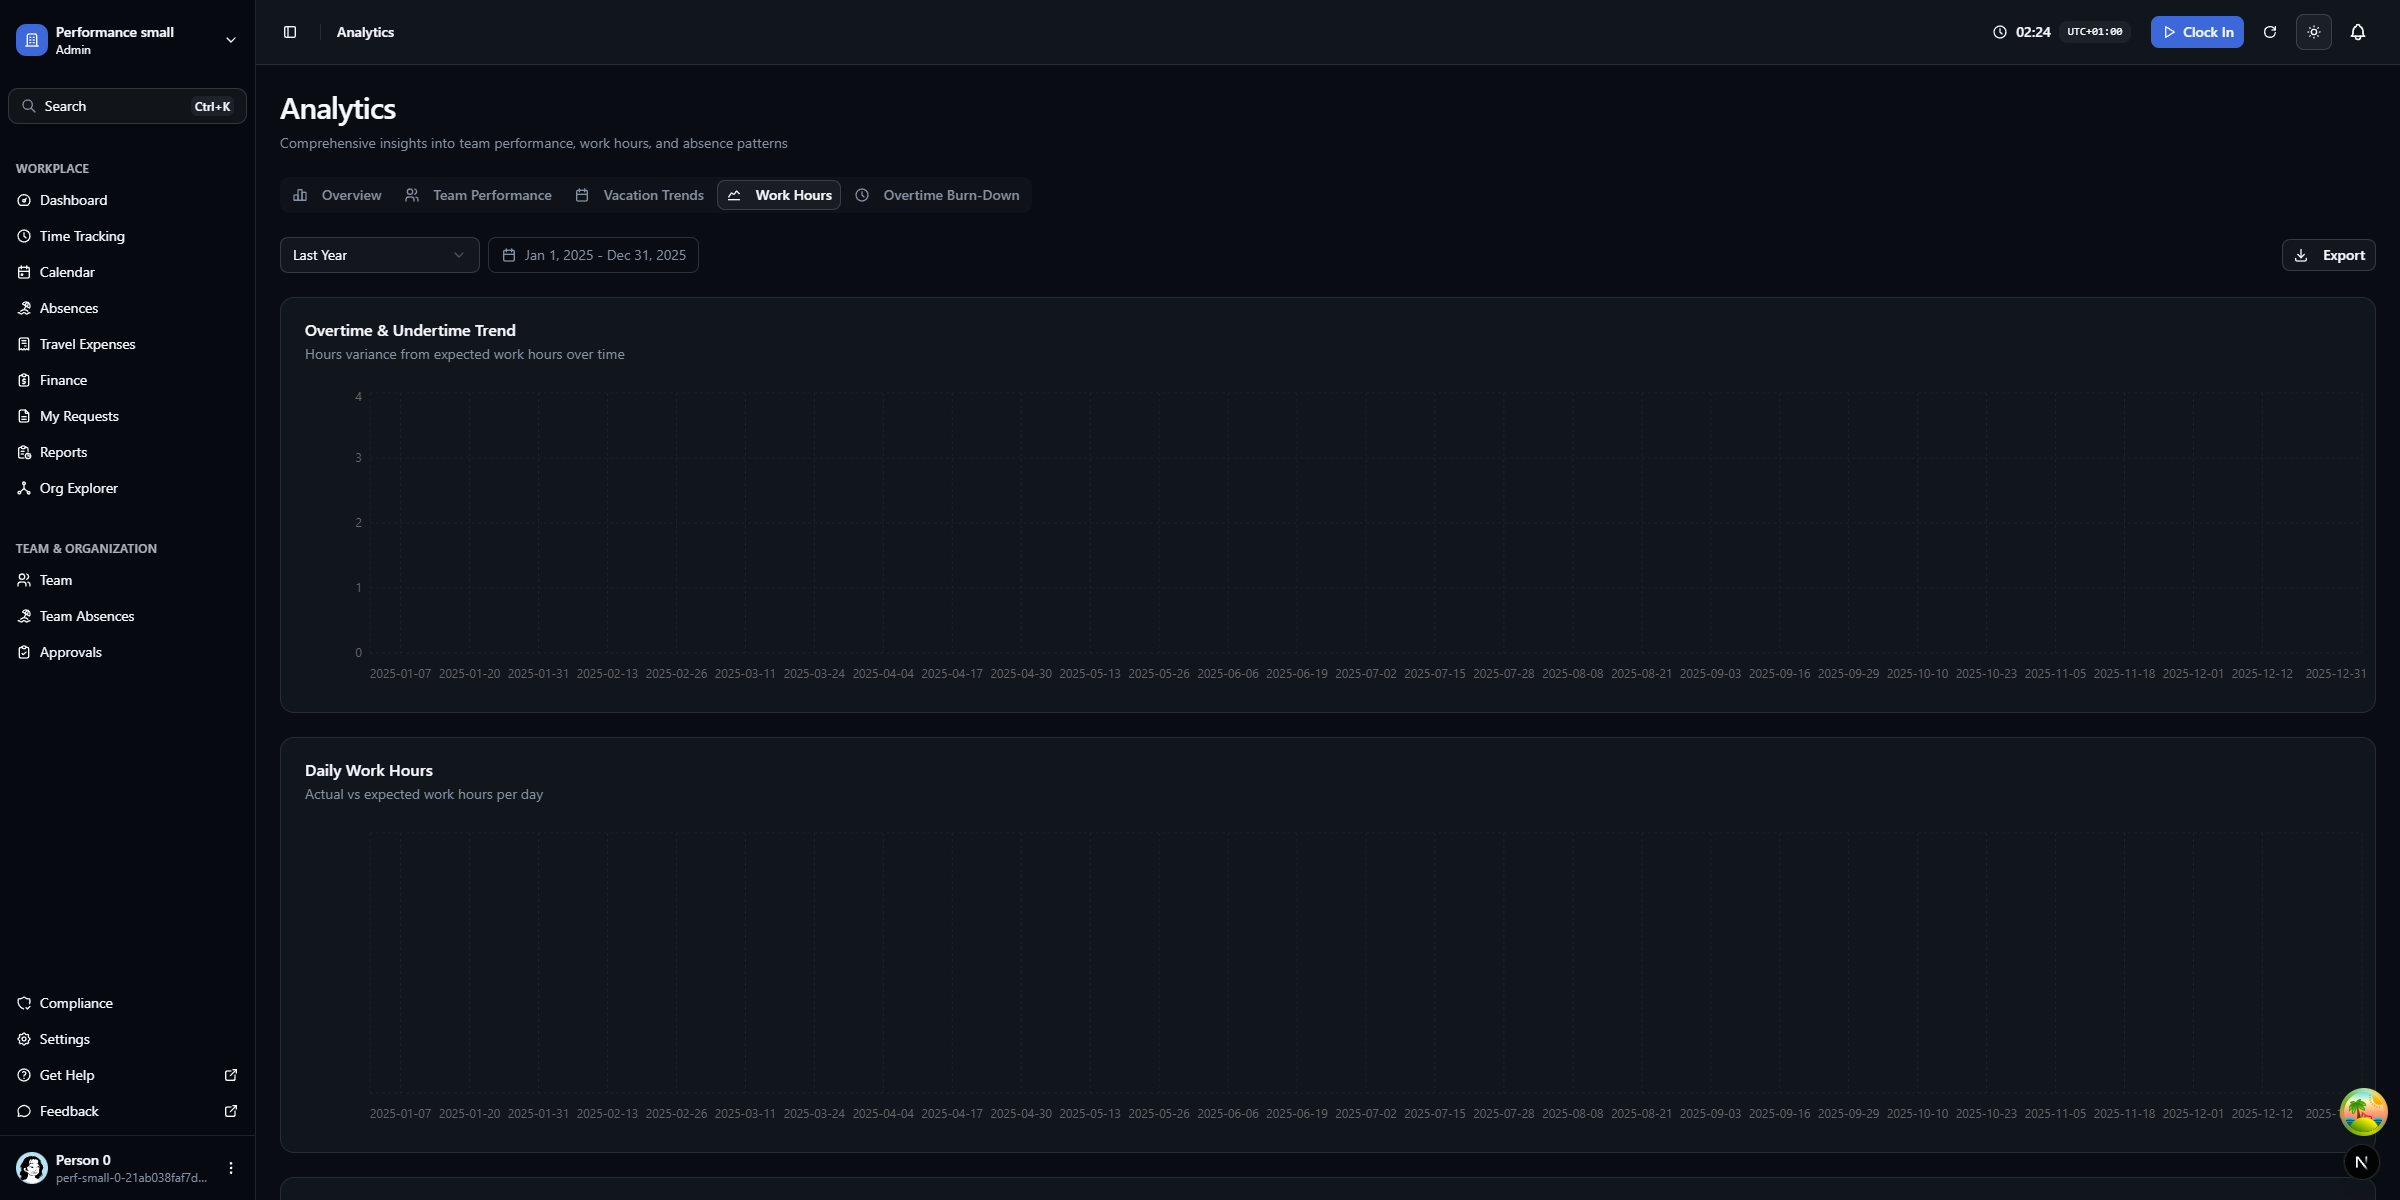 Performance small
Admin
Search Ctrl+K
WORKPLACE
Dashboard
Time Tracking
Calendar
Absences
Travel Expenses
Finance
My Requests
Reports
Org Explorer
TEAM & ORGANIZATION
Team
Team Absences
Approvals
Compliance
Settings
Get Help
Feedback
Person 0
perf-small-0-21ab038faf7d...
Analytics
02:24 UTC+01:00 Clock In
Analytics
Comprehensive insights into team performance, work hours, and absence patterns
Overview Team Performance Vacation Trends Work Hours Overtime Burn-Down
Last Year Jan 1, 2025 - Dec 31, 2025 Export
Overtime & Undertime Trend
Hours variance from expected work hours over time
4
3
2
1
0
2025-01-07 2025-01-20 2025-01-31 2025-02-13 2025-02-26 2025-03-11 2025-03-24 2025-04-04 2025-04-17 2025-04-30 2025-05-13 2025-05-26 2025-06-06 2025-06-19 2025-07-02 2025-07-15 2025-07-28 2025-08-08 2025-08-21 2025-09-03 2025-09-16 2025-09-29 2025-10-10 2025-10-23 2025-11-05 2025-11-18 2025-12-01 2025-12-12 2025-12-31
Daily Work Hours
Actual vs expected work hours per day
2025-01-07 2025-01-20 2025-01-31 2025-02-13 2025-02-26 2025-03-11 2025-03-24 2025-04-04 2025-04-17 2025-04-30 2025-05-13 2025-05-26 2025-06-06 2025-06-19 2025-07-02 2025-07-15 2025-07-28 2025-08-08 2025-08-21 2025-09-03 2025-09-16 2025-09-29 2025-10-10 2025-10-23 2025-11-05 2025-11-18 2025-12-01 2025-12-12
N